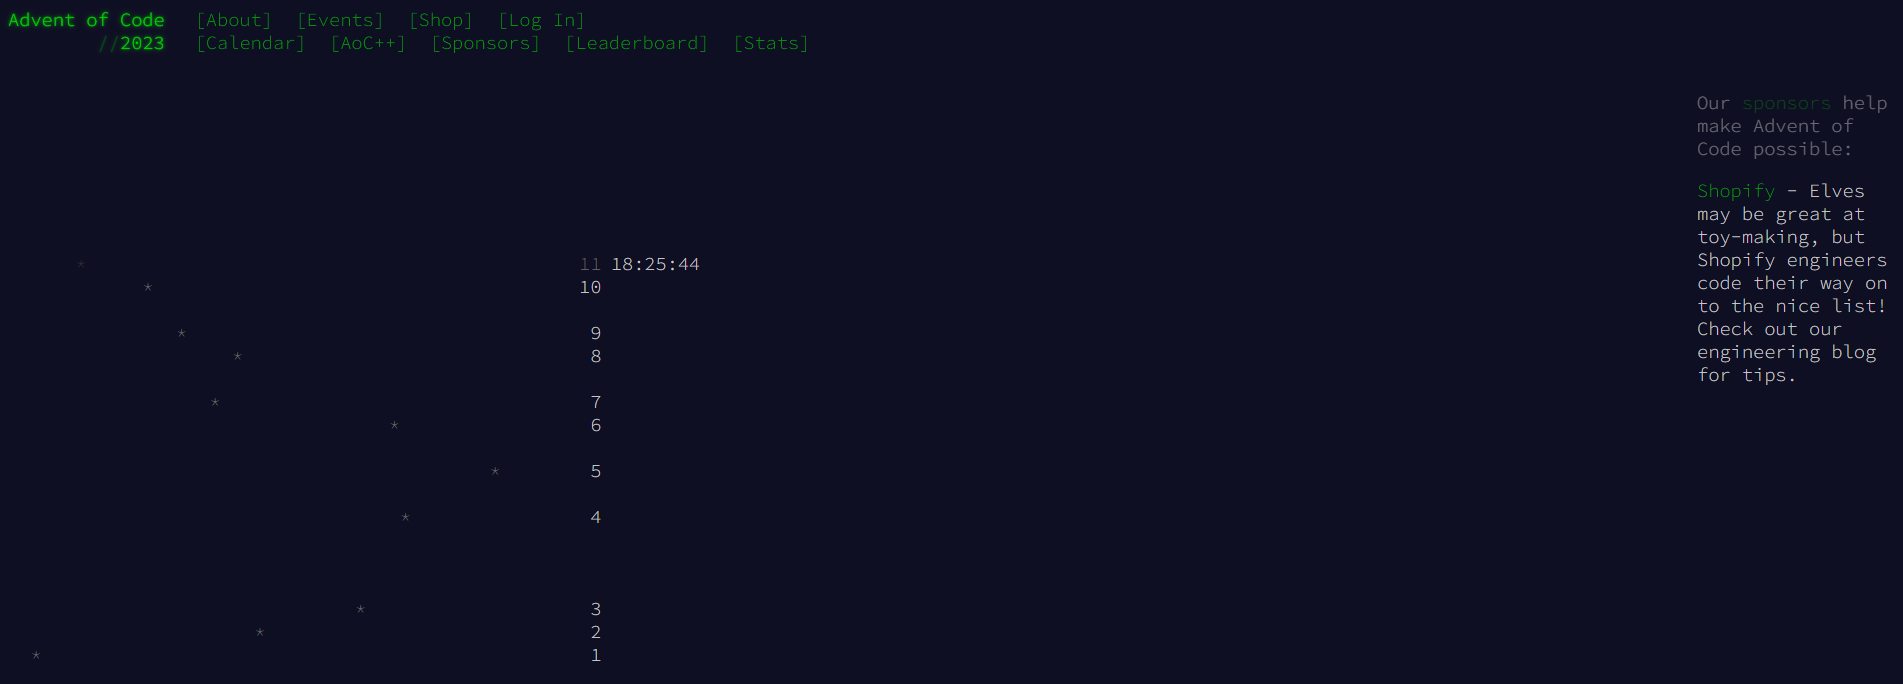 Advent of Code [About] [Events] [Shop] [Log In]
//2023 [Calendar] [AoC++] [Sponsors] [Leaderboard] [Stats]
Our sponsors help
make Advent of
Code possible:
Shopify - Elves
may be great at
toy-making, but
Shopify engineers
code their way on
to the nice list!
Check out our
engineering blog
for tips.
* 11 18:25:44
* 10
* 9
* 8
* 7
* 6
* 5
* 4
* 3
* 2
* 1